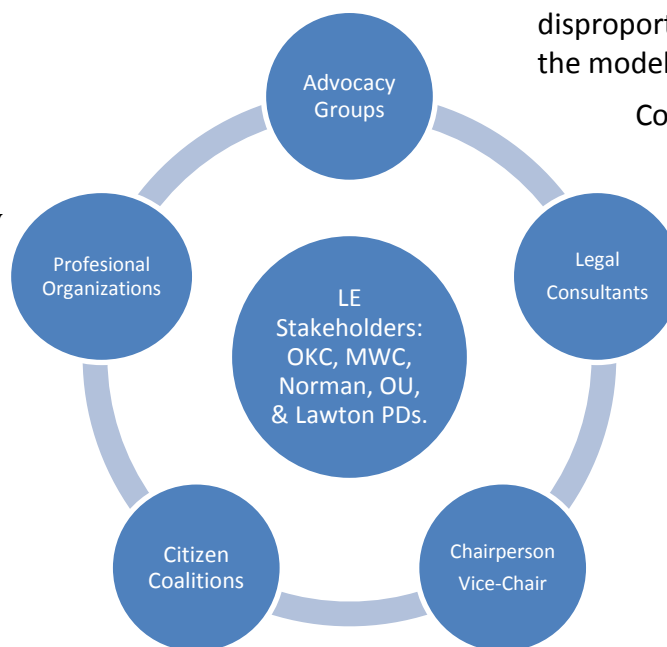 disproport
the model
Co
Advocacy
Groups
Profesional
Organizations
Legal
Consultants
LE
Stakeholders:
OKC, MWC,
Norman, OU,
& Lawton PDs.
Citizen
Coalitions
Chairperson
Vice-Chair